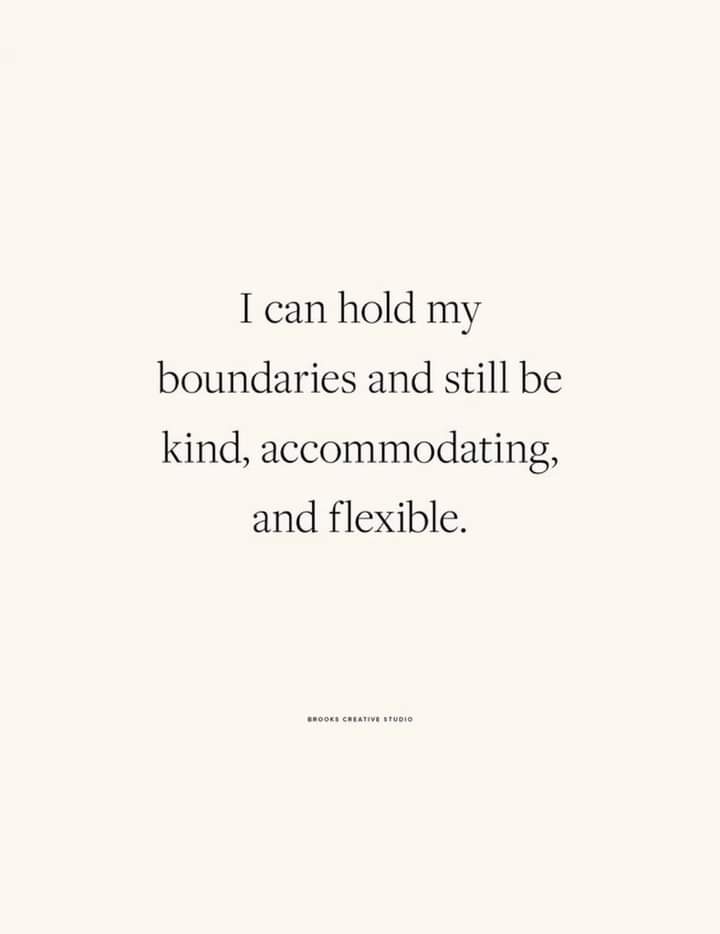 I can hold my
boundaries and still be
kind, accommodating,
and flexible.
BROOKS CREATIVE STUDIO